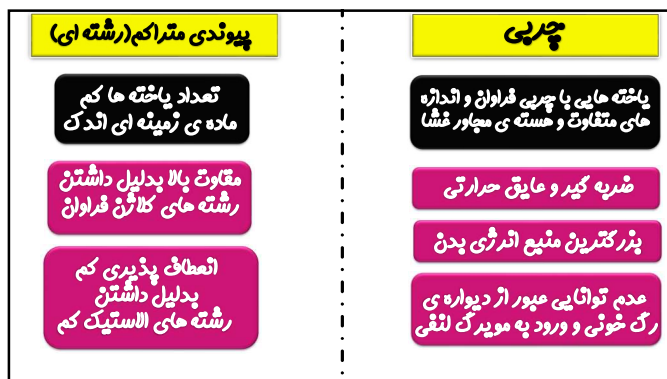 چربی
یاخته هایی با چربی فراوان و اندازه
های متفاوت و هسته ی مجاور غشا
ضربه گیر و عایق حرارتی
بزرگترین منبع انرژی بدن
عدم توانایی عبور از دیواره ی
رگ خونی و ورود به مویرگ لنفی
پیوندی متراکم(رشته ای)
تعداد یاخته ها کم
ماده ی زمینه ای اندک
مقاوت بالا بدلیل داشتن
رشته های کلاژن فراوان
انعطاف پذیری کم
بدلیل داشتن
رشته های الاستیک کم